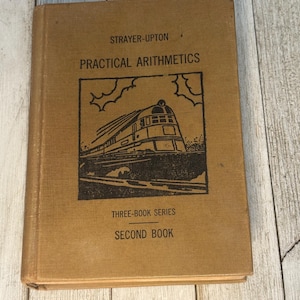 STRAYER-UPTON
PRACTICAL ARITHMETICS
THREE-BOOK SERIES
SECOND BOOK